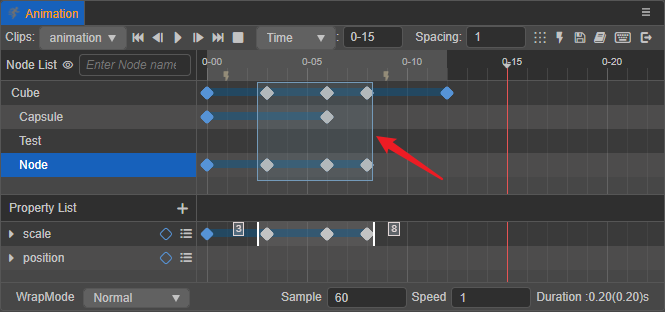 Animation
Clips: animation Time : 0-15 Spacing: 1
Node List Enter Node name 0-00 0-05 0-10 0-15 0-20
Cube
Capsule
Test
Node
Property List
scale 3 8
position
WrapMode Normal Sample 60 Speed 1 Duration :0.20(0.20)s